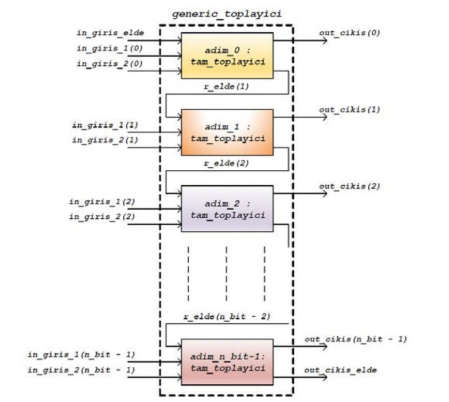 generic_toplayici
in_giris_elde
in_giris_1(0)
in_giris_2(0)
adim_0 :
tam_toplayici
out_cikis(0)
r_elde(1)
in_giris_1(1)
in_giris_2(1)
adim_1 :
tam_toplayici
out_cikis(1)
r_elde(2)
in_giris_1(2)
in_giris_2(2)
adim_2 :
tam_toplayici
out_cikis(2)
r_elde(n_bit - 2)
in_giris_1(n_bit - 1)
in_giris_2(n_bit - 1)
adim_n_bit-1:
tam_toplayici
out_cikis(n_bit - 1)
out_cikis_elde